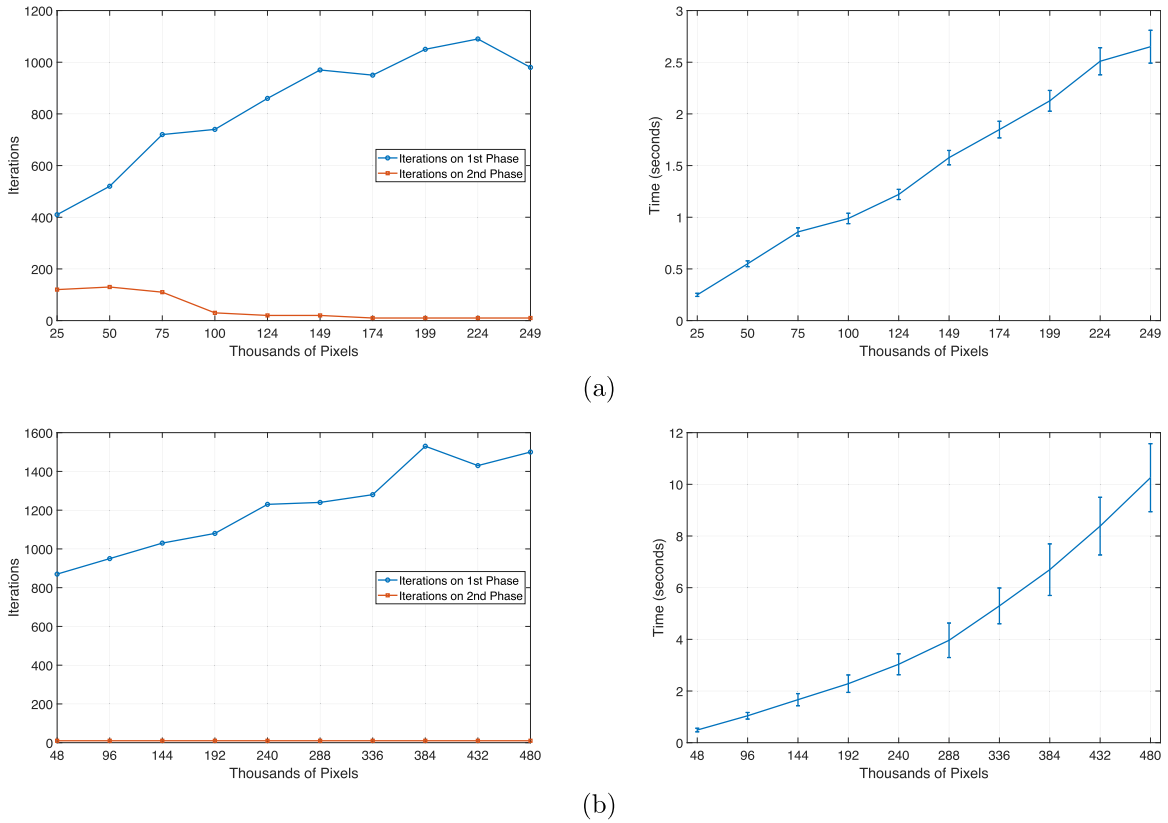 1200
1000
800
600
400
200
0
Iterations
Iterations on 1st Phase
Iterations on 2nd Phase
25 50 75 100 124 149 174 199 224 249
Thousands of Pixels
3
2.5
2
1.5
1
0.5
0
Time (seconds)
25 50 75 100 124 149 174 199 224 249
Thousands of Pixels
(a)
1600
1400
1200
1000
800
600
400
200
0
Iterations
Iterations on 1st Phase
Iterations on 2nd Phase
48 96 144 192 240 288 336 384 432 480
Thousands of Pixels
12
10
8
6
4
2
0
Time (seconds)
48 96 144 192 240 288 336 384 432 480
Thousands of Pixels
(b)